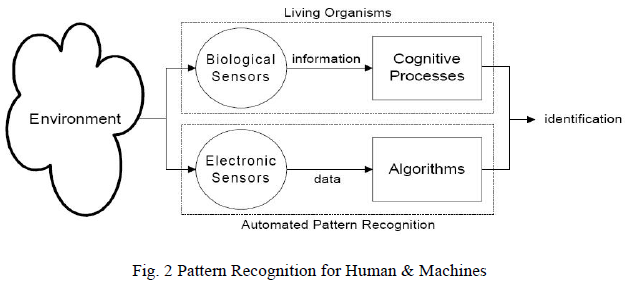 Living Organisms
Environment
Biological
Sensors
information
Cognitive
Processes
identification
Electronic
Sensors
data
Algorithms
Automated Pattern Recognition
Fig. 2 Pattern Recognition for Human & Machines